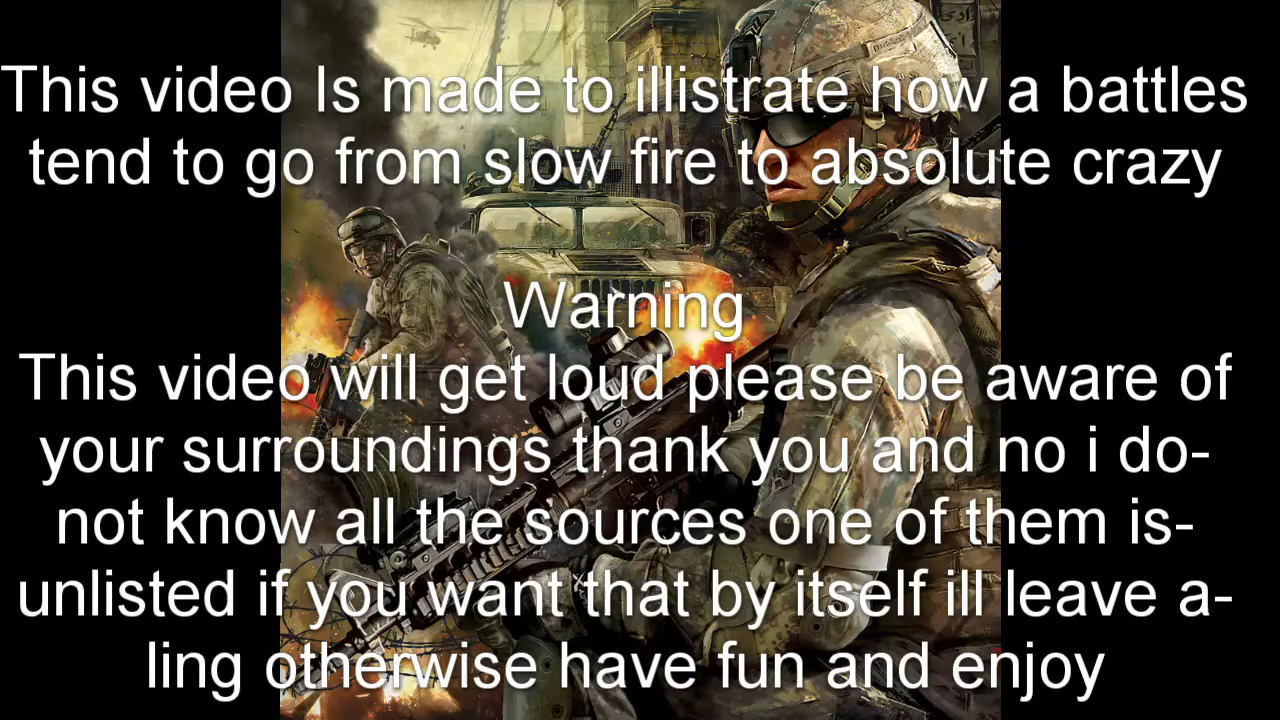 This video Is made to illistrate how a battles
tend to go from slow fire to absolute crazy
Warning
This video will get loud please be aware of
your surroundings thank you and no i do-
not know all the sources one of them is-
unlisted if you want that by itself ill leave a-
ling otherwise have fun and enjoy